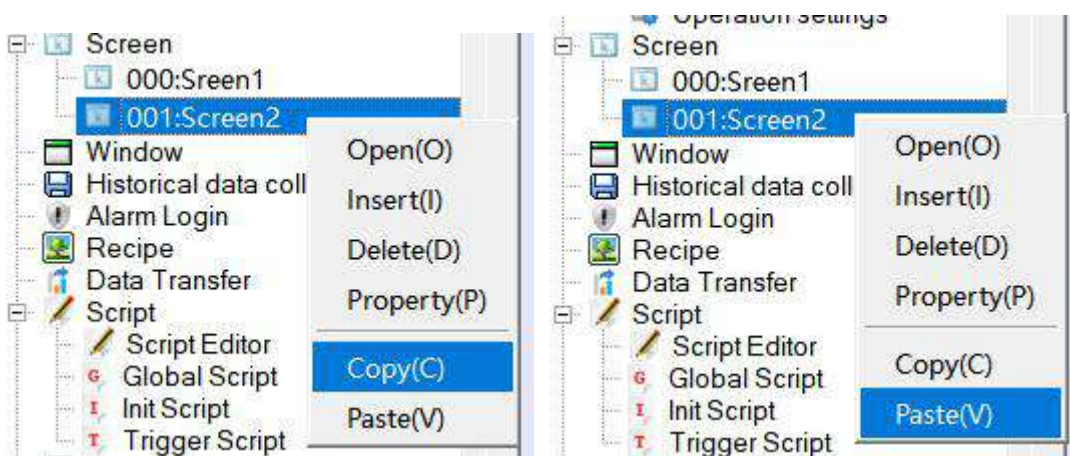 Screen
000:Sreen1
001:Screen2
Window
Historical data coll
Alarm Login
Recipe
Data Transfer
Script
Script Editor
Global Script
Init Script
Trigger Script
Open(O)
Insert(I)
Delete(D)
Property(P)
Copy(C)
Paste(V)
Operation settings
Screen
000:Sreen1
001:Screen2
Window
Historical data coll
Alarm Login
Recipe
Data Transfer
Script
Script Editor
Global Script
Init Script
Trigger Script
Open(O)
Insert(I)
Delete(D)
Property(P)
Copy(C)
Paste(V)